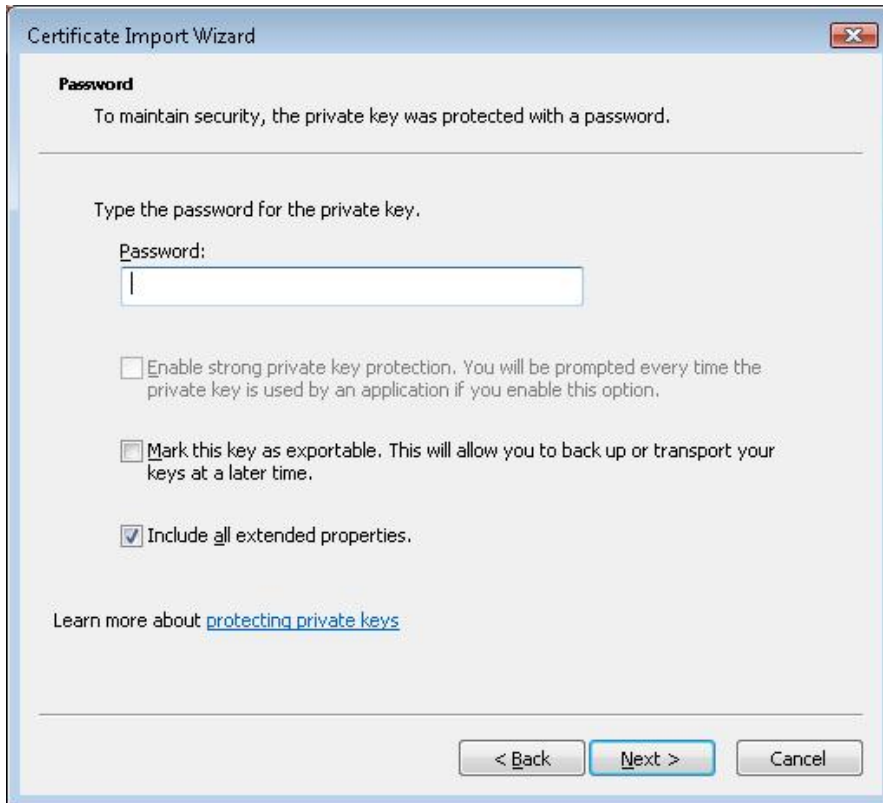 Certificate Import Wizard
Password
To maintain security, the private key was protected with a password.
Type the password for the private key.
Password:
Enable strong private key protection. You will be prompted every time the
private key is used by an application if you enable this option.
Mark this key as exportable. This will allow you to back up or transport your
keys at a later time.
Include all extended properties.
Learn more about protecting private keys
< Back
Next >
Cancel